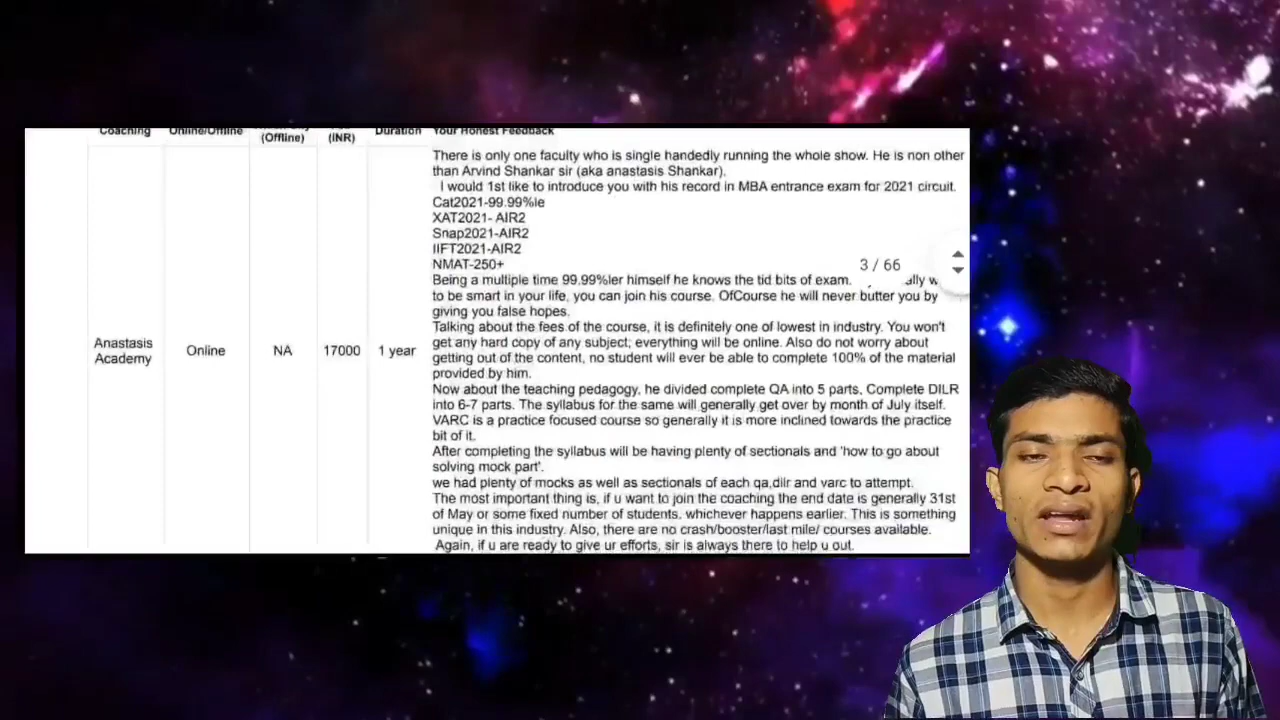 Coaching Online/Offline (Offline) (INR) Duration Your Honest Feedback
There is only one faculty who is single handedly running the whole show. He is non other
than Arvind Shankar sir (aka anastasis Shankar).
I would 1st like to introduce you with his record in MBA entrance exam for 2021 circuit.
Cat2021-99.99%le
XAT2021- AIR2
Snap2021-AIR2
IIFT2021-AIR2
NMAT-250+
3 / 66
Being a multiple time 99.99%ler himself he knows the tid bits of exam.
to be smart in your life, you can join his course. OfCourse he will never butter you by
giving you false hopes.
Talking about the fees of the course, it is definitely one of lowest in industry. You won't
get any hard copy of any subject; everything will be online. Also do not worry about
getting out of the content, no student will ever be able to complete 100% of the material
provided by him.
Anastasis
Academy
Online
NA
17000
1 year
Now about the teaching pedagogy, he divided complete QA into 5 parts, Complete DILR
into 6-7 parts. The syllabus for the same will generally get over by month of July itself.
VARC is a practice focused course so generally it is more inclined towards the practice
bit of it.
After completing the syllabus will be having plenty of sectionals and 'how to go about
solving mock part'.
we had plenty of mocks as well as sectionals of each qa,dilr and varc to attempt.
The most important thing is, if u want to join the coaching the end date is generally 31st
of May or some fixed number of students, whichever happens earlier. This is something
unique in this industry. Also, there are no crash/booster/last mile/ courses available.
Again, if u are ready to give ur efforts, sir is always there to help u out.